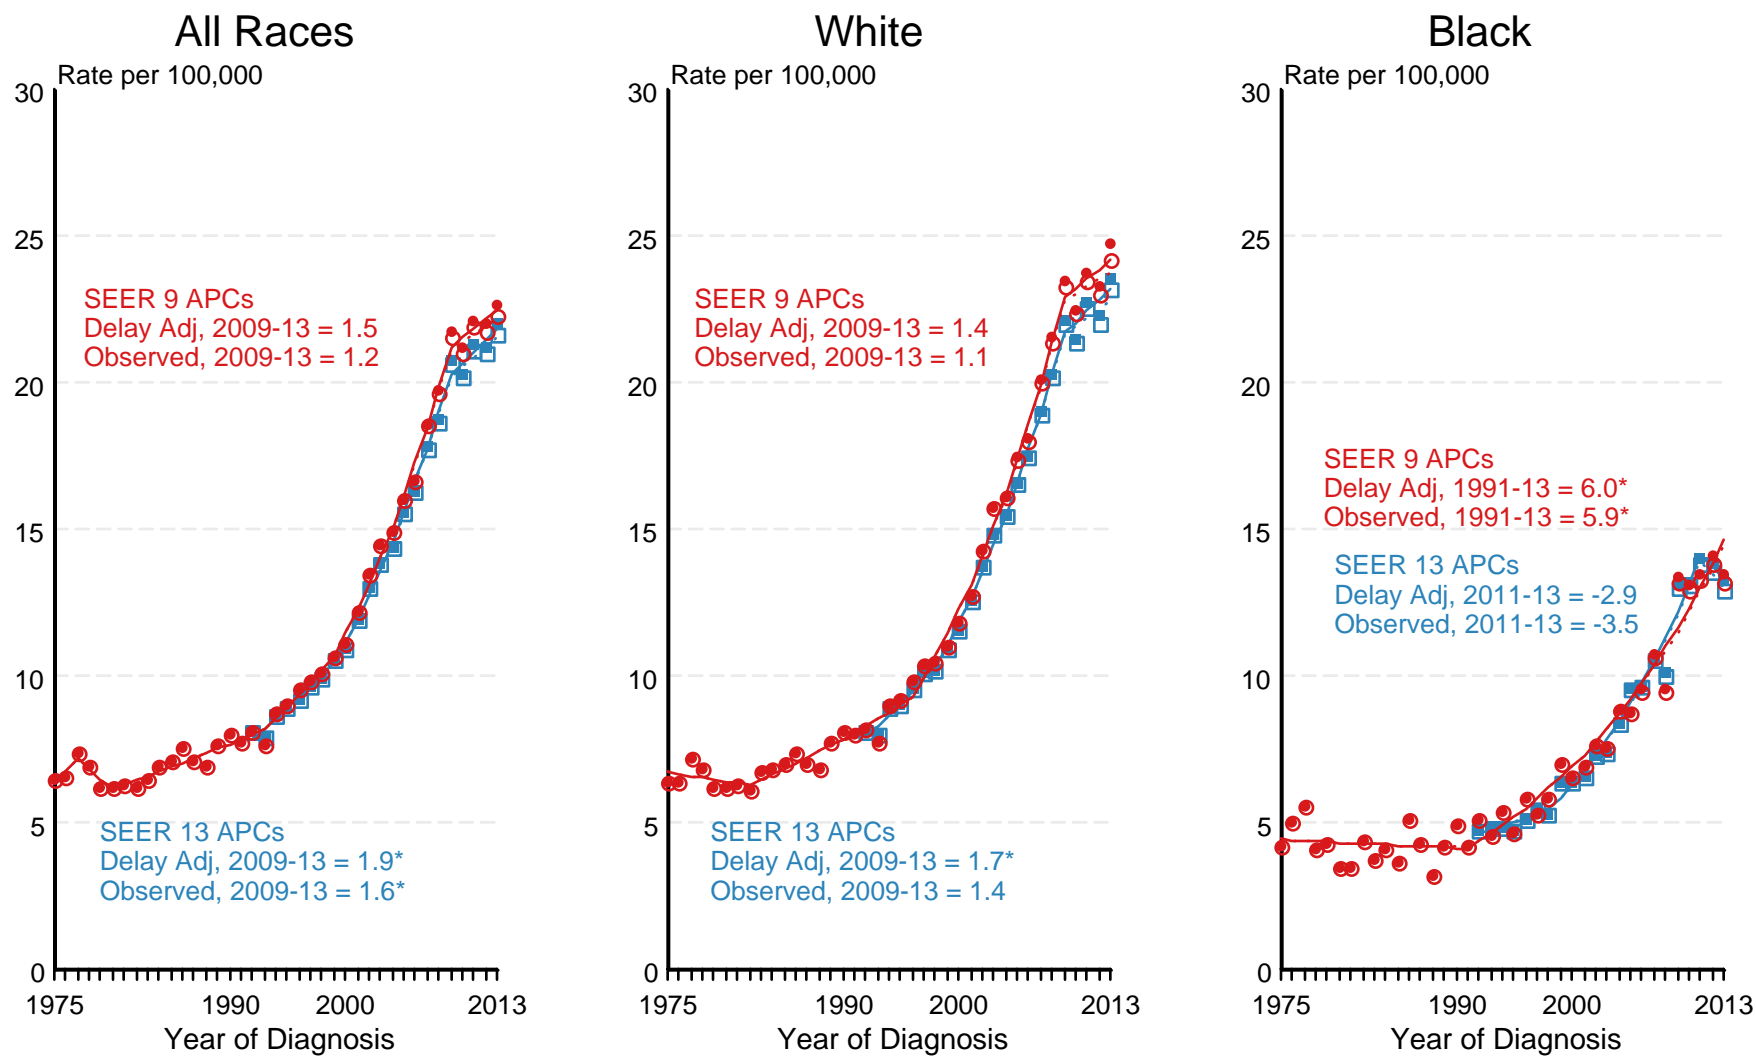 All Races
Rate per 100,000
30
25
20
15
10
5
0
SEER 9 APCs
Delay Adj, 2009-13 = 1.5
Observed, 2009-13 = 1.2
SEER 13 APCs
Delay Adj, 2009-13 = 1.9*
Observed, 2009-13 = 1.6*
1975 1990 2000 2013
Year of Diagnosis
White
Rate per 100,000
30
25
20
15
10
5
0
SEER 9 APCs
Delay Adj, 2009-13 = 1.4
Observed, 2009-13 = 1.1
SEER 13 APCs
Delay Adj, 2009-13 = 1.7*
Observed, 2009-13 = 1.4
1975 1990 2000 2013
Year of Diagnosis
Black
Rate per 100,000
30
25
20
15
10
5
0
SEER 9 APCs
Delay Adj, 1991-13 = 6.0*
Observed, 1991-13 = 5.9*
SEER 13 APCs
Delay Adj, 2011-13 = -2.9
Observed, 2011-13 = -3.5
1975 1990 2000 2013
Year of Diagnosis